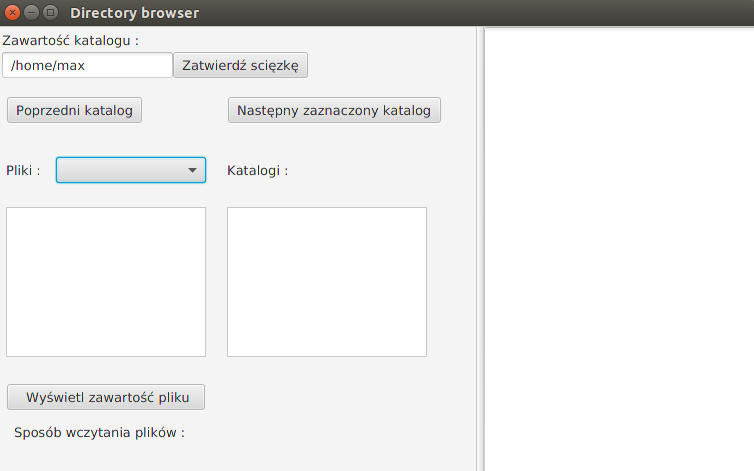 Directory browser
Zawartość katalogu :
/home/max
Zatwierdź scięzkę
Poprzedni katalog
Następny zaznaczony katalog
Pliki :
Katalogi :
Wyświetl zawartość pliku
Sposób wczytania plików :